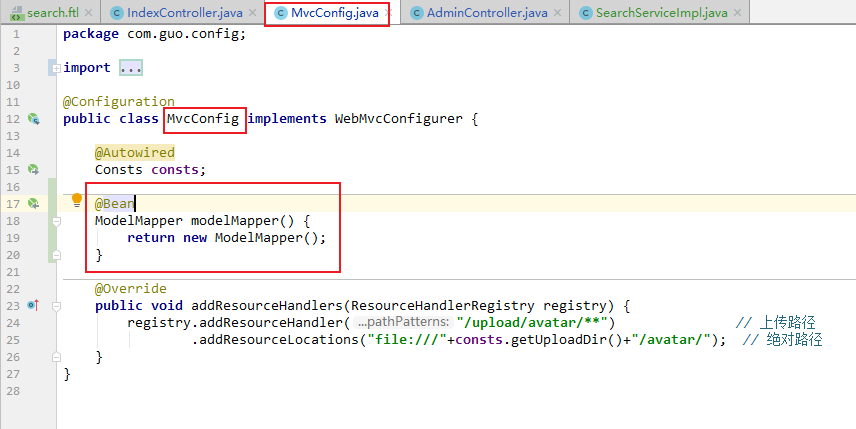 search.ftl IndexController.java MvcConfig.java AdminController.java SearchServiceImpl.java
1 package com.guo.config;
2
3 import ...
10
11 @Configuration
12 public class MvcConfig implements WebMvcConfigurer {
13
14 @Autowired
15 Consts consts;
16
17 @Bean
18 ModelMapper modelMapper() {
19 return new ModelMapper();
20 }
21
22 @Override
23 public void addResourceHandlers(ResourceHandlerRegistry registry) {
24 registry.addResourceHandler( ...pathPatterns: "/upload/avatar/**") // 上传路径
25 .addResourceLocations("file:///"+consts.getUploadDir()+"/avatar/"); // 绝对路径
26 }
27 }
28